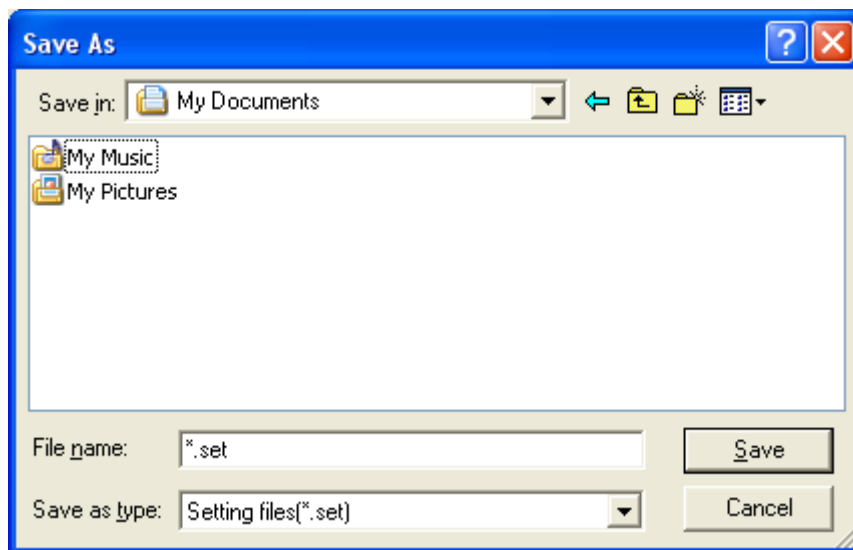 Save As
Save in: My Documents
My Music
My Pictures
File name: *.set
Save
Save as type: Setting files(*.set)
Cancel